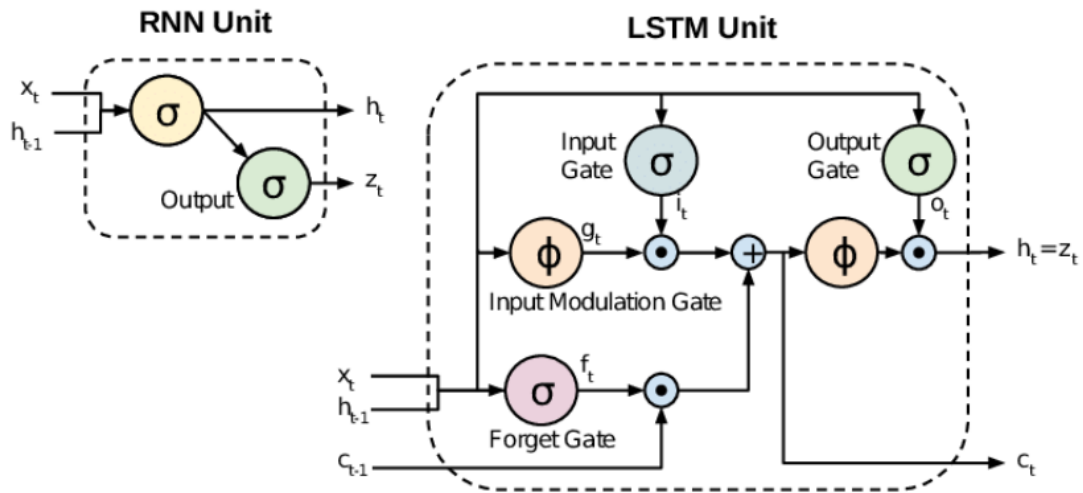 RNN Unit
x_t
h_t-1
σ
h_t
Output
σ
z_t
LSTM Unit
Input
Gate
σ
i_t
Output
Gate
σ
o_t
ϕ
g_t
Input Modulation Gate
+
ϕ
h_t=z_t
x_t
h_t-1
σ
f_t
Forget Gate
c_t-1
c_t